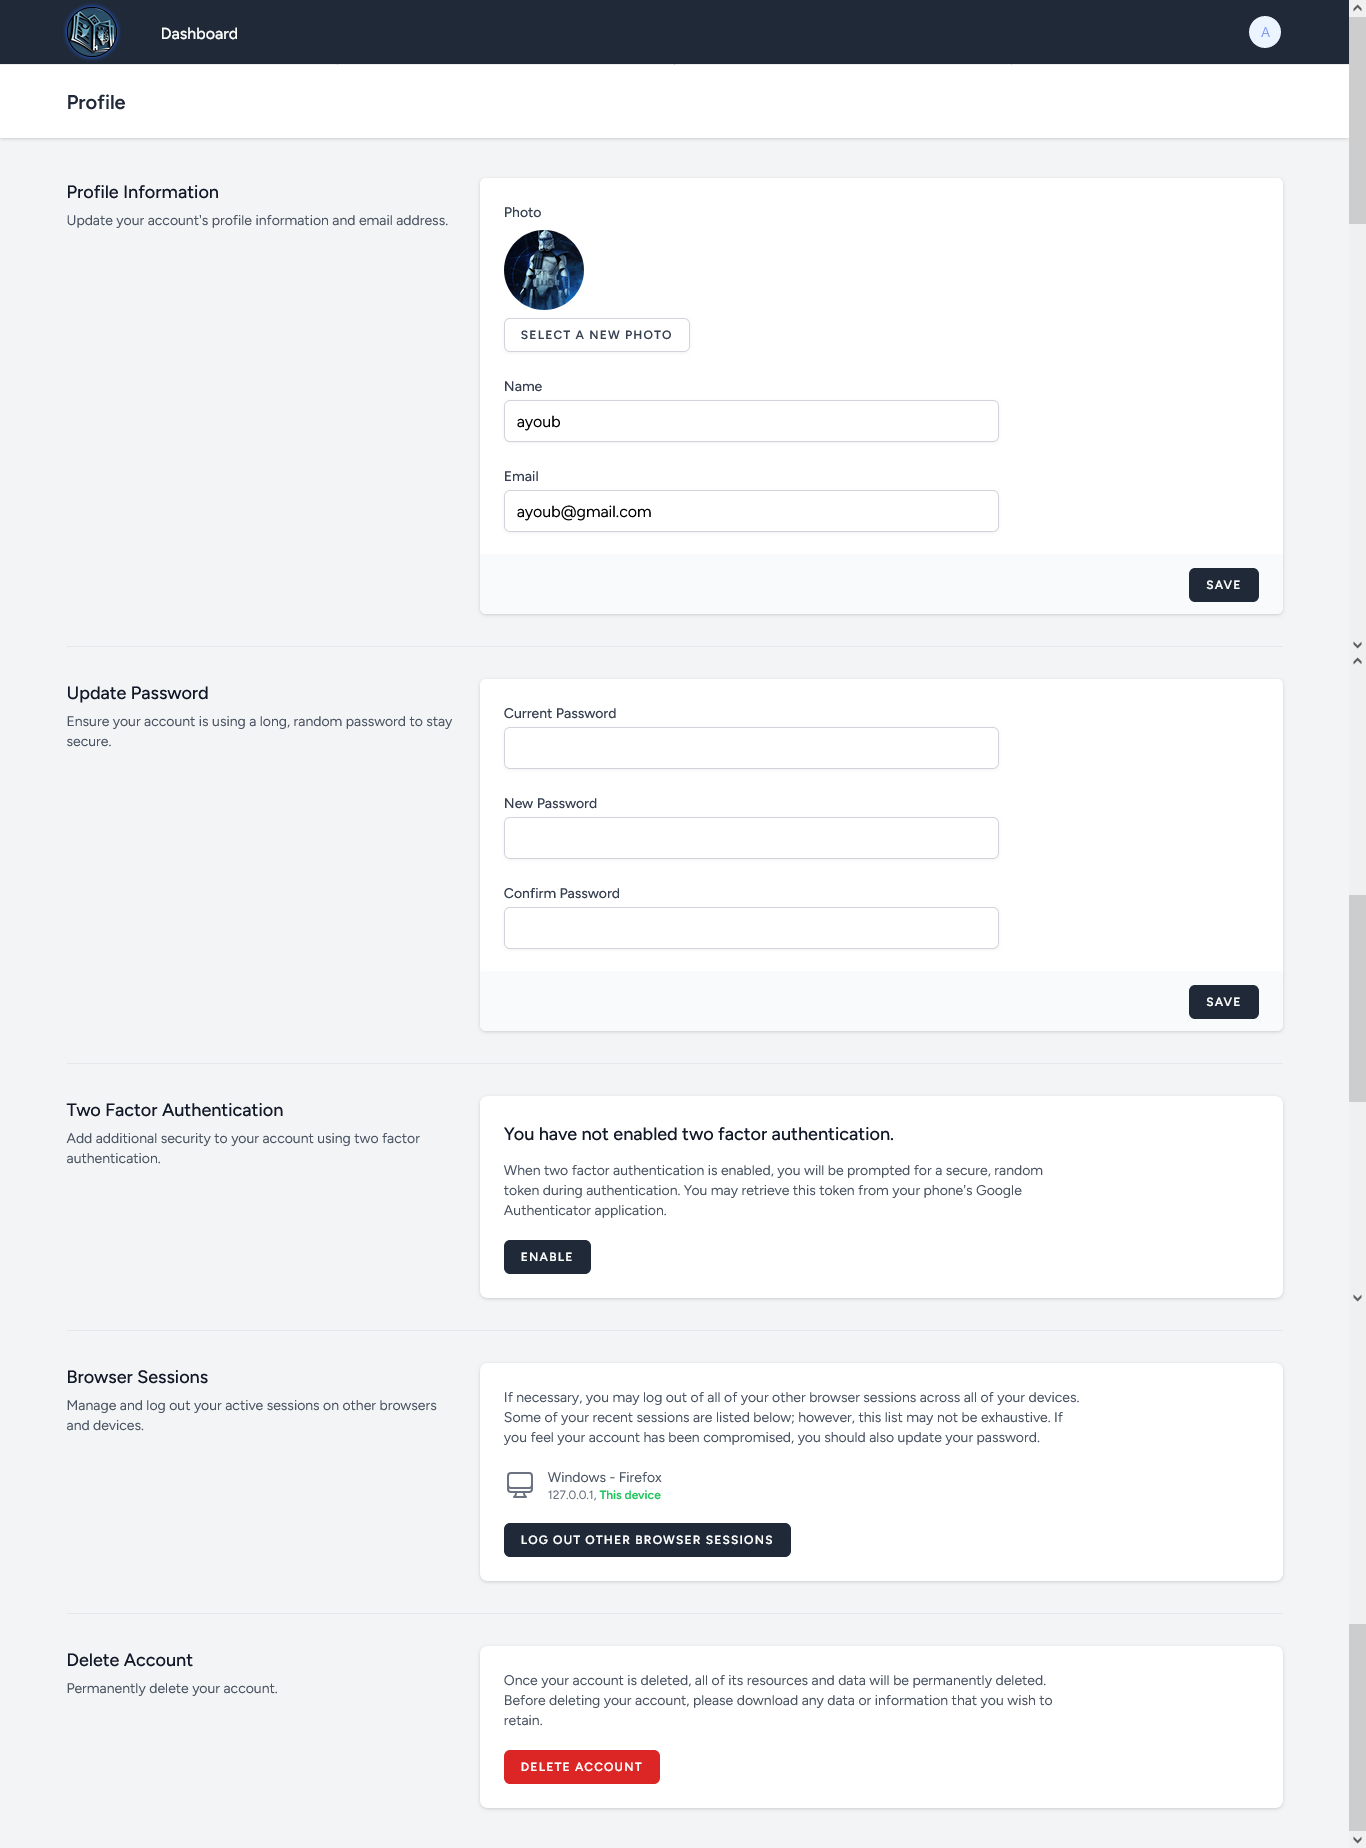 Dashboard
A
Profile
Profile Information
Update your account's profile information and email address.
Photo
SELECT A NEW PHOTO
Name
ayoub
Email
ayoub@gmail.com
SAVE
Update Password
Ensure your account is using a long, random password to stay
secure.
Current Password
New Password
Confirm Password
SAVE
Two Factor Authentication
Add additional security to your account using two factor
authentication.
You have not enabled two factor authentication.
When two factor authentication is enabled, you will be prompted for a secure, random
token during authentication. You may retrieve this token from your phone's Google
Authenticator application.
ENABLE
Browser Sessions
Manage and log out your active sessions on other browsers
and devices.
If necessary, you may log out of all of your other browser sessions across all of your devices.
Some of your recent sessions are listed below; however, this list may not be exhaustive. If
you feel your account has been compromised, you should also update your password.
Windows - Firefox
127.0.0.1, This device
LOG OUT OTHER BROWSER SESSIONS
Delete Account
Permanently delete your account.
Once your account is deleted, all of its resources and data will be permanently deleted.
Before deleting your account, please download any data or information that you wish to
retain.
DELETE ACCOUNT